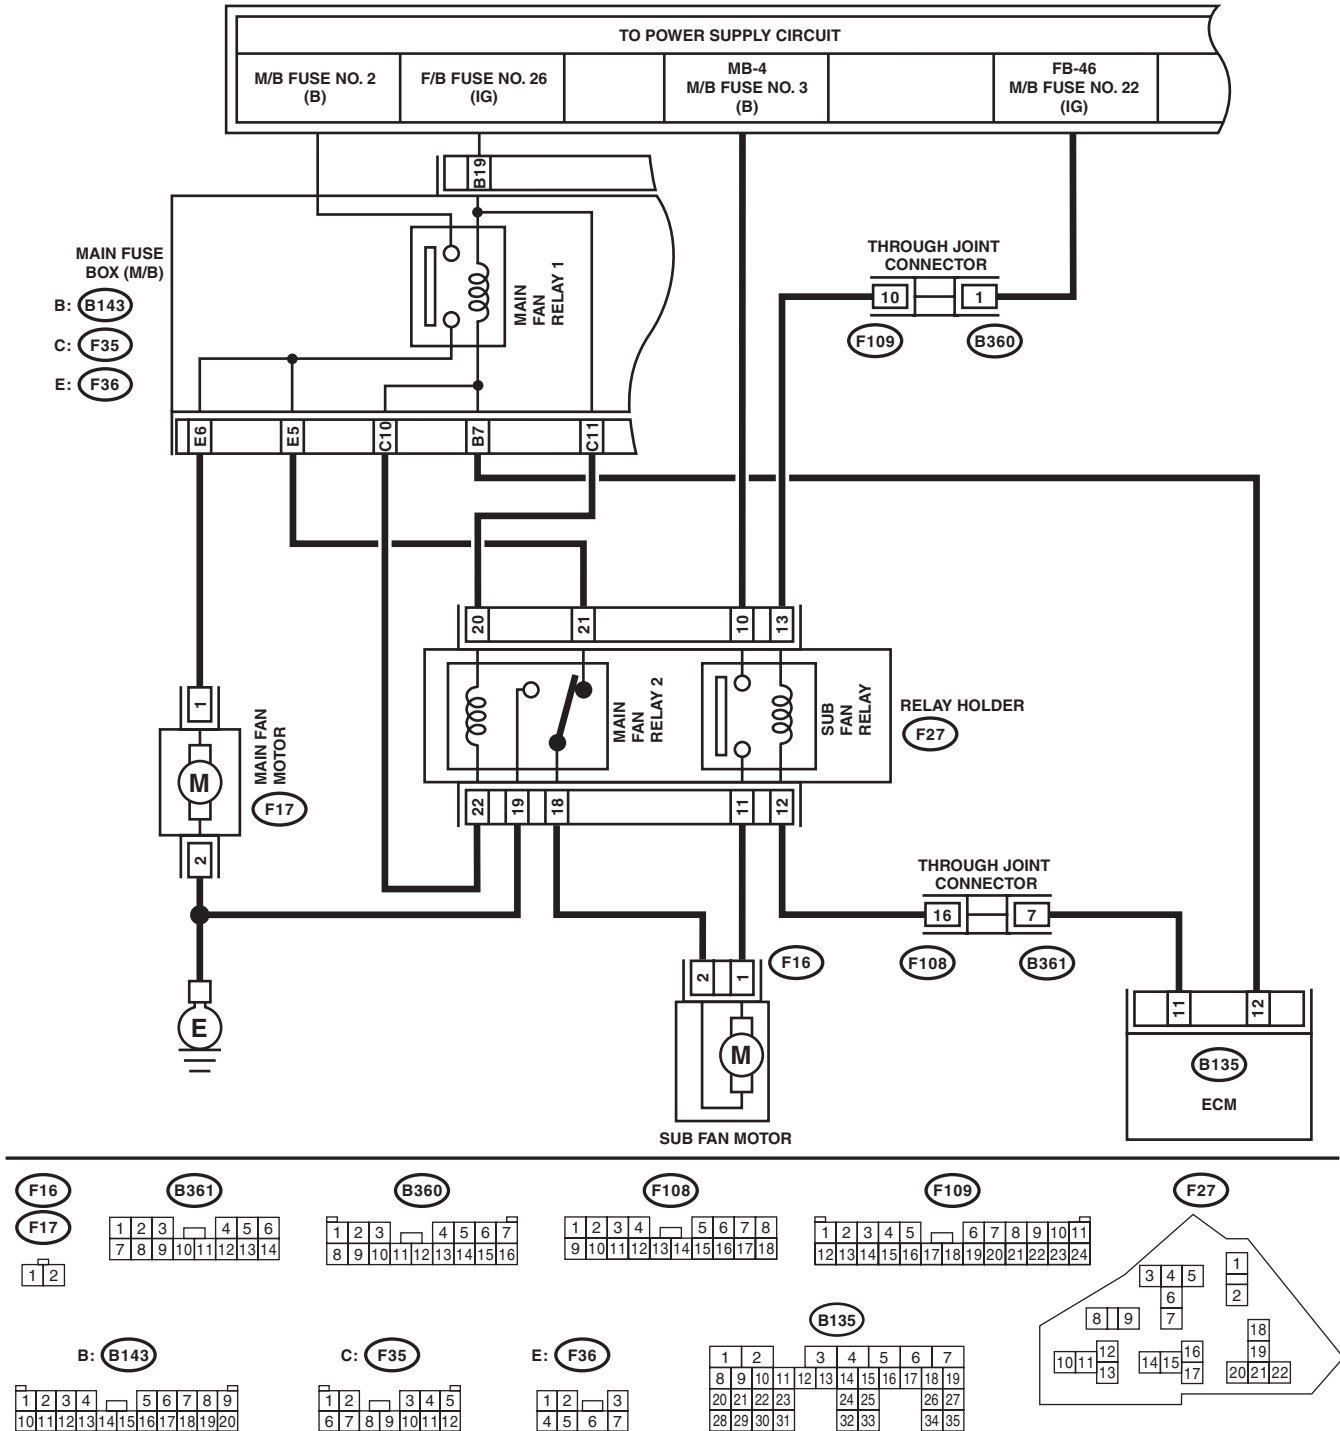 TO POWER SUPPLY CIRCUIT
M/B FUSE NO. 2
(B)
F/B FUSE NO. 26
(IG)
MB-4
M/B FUSE NO. 3
(B)
FB-46
M/B FUSE NO. 22
(IG)
B19
MAIN FUSE
BOX (M/B)
B: B143
C: F35
E: F36
MAIN
FAN
RELAY 1
THROUGH JOINT
CONNECTOR
10 1
F109 B360
E6 E5 C10 B7 C11
20 21 10 13
MAIN
FAN
RELAY 2
SUB
FAN
RELAY
RELAY HOLDER
F27
22 19 18 11 12
1
M
MAIN FAN
MOTOR
F17
2
E
THROUGH JOINT
CONNECTOR
16 7
F108 B361
F16
2 1
M
SUB FAN MOTOR
11 12
B135
ECM
F16
F17
1 2
B361
1 2 3 4 5 6
7 8 9 10 11 12 13 14
B360
1 2 3 4 5 6 7
8 9 10 11 12 13 14 15 16
F108
1 2 3 4 5 6 7 8
9 10 11 12 13 14 15 16 17 18
F109
1 2 3 4 5 6 7 8 9 10 11
12 13 14 15 16 17 18 19 20 21 22 23 24
F27
1
3 4 5
2
6
8 9 7
18
12 16 19
10 11 14 15
13 17 20 21 22
B: B143
1 2 3 4 5 6 7 8 9
10 11 12 13 14 15 16 17 18 19 20
C: F35
1 2 3 4 5
6 7 8 9 10 11 12
E: F36
1 2 3
4 5 6 7
B135
1 2 3 4 5 6 7
8 9 10 11 12 13 14 15 16 17 18 19
20 21 22 23 24 25 26 27
28 29 30 31 32 33 34 35